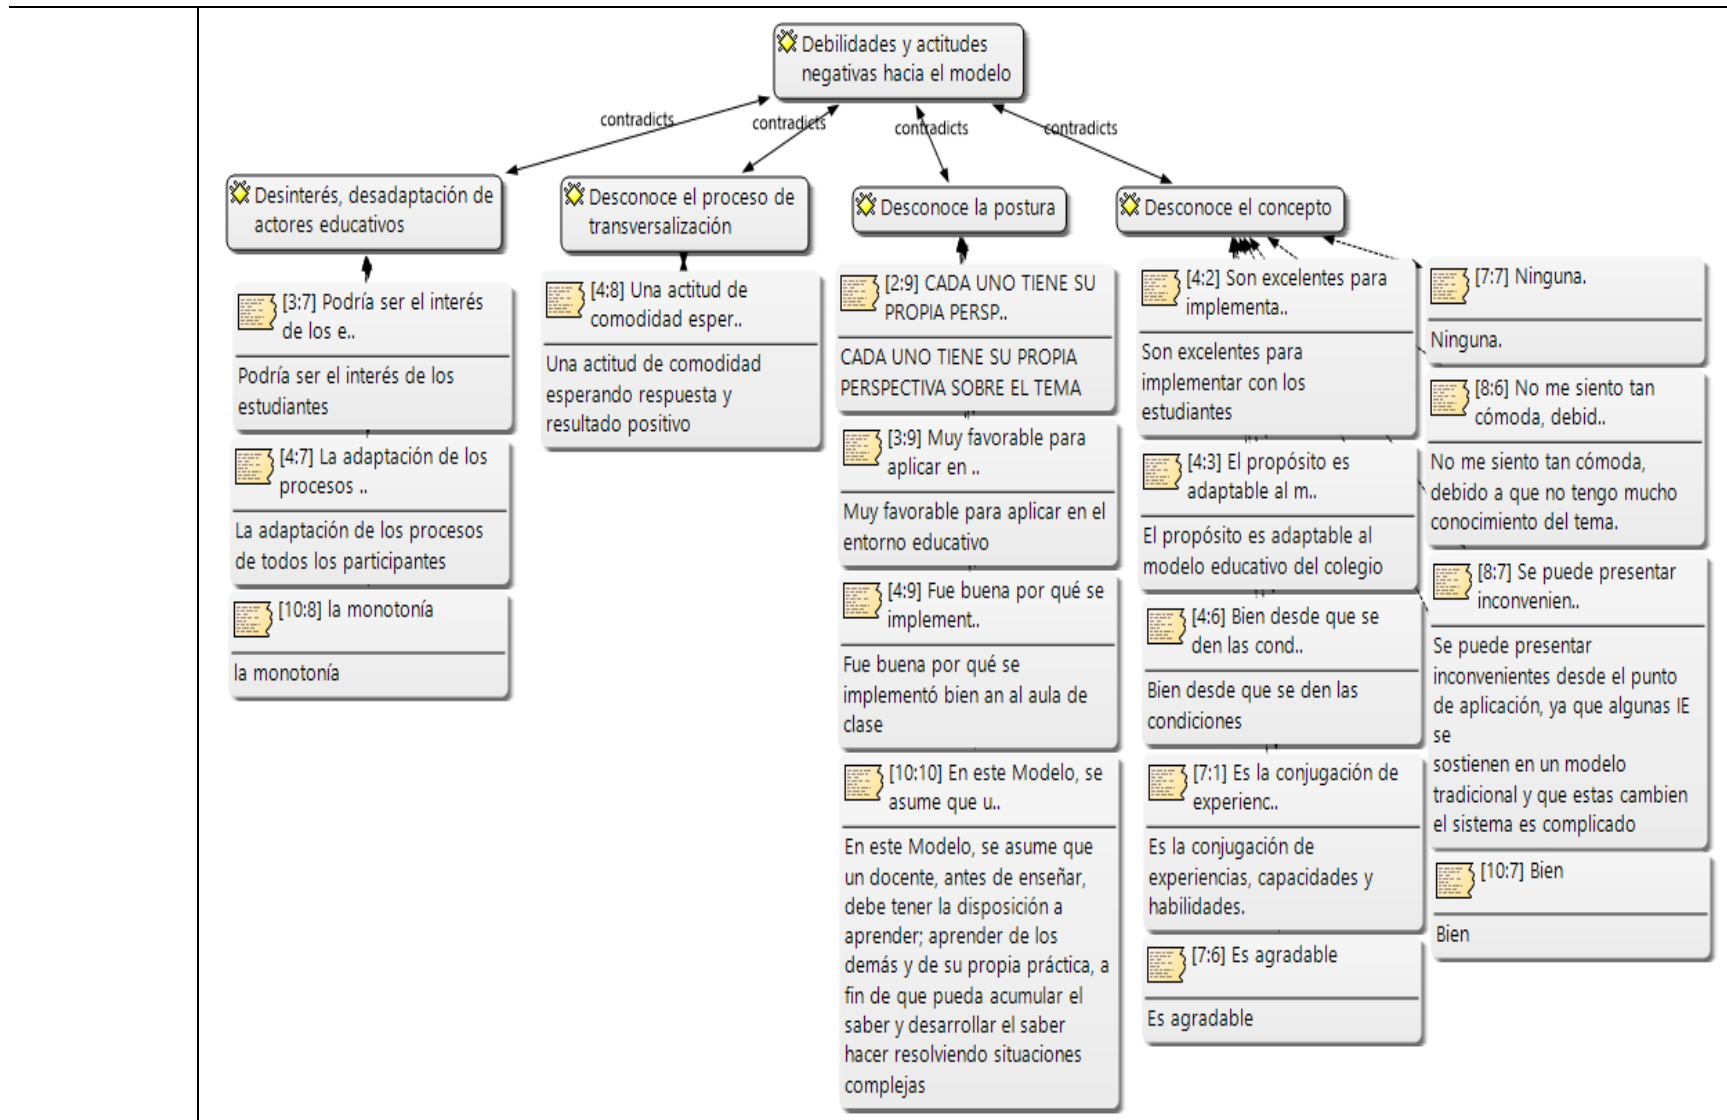 Debilidades y actitudes
negativas hacia el modelo
contradicts
contradicts
contradicts
contradicts
Desinterés, desadaptación de
actores educativos
Desconoce el proceso de
transversalización
Desconoce la postura
Desconoce el concepto
[3:7] Podría ser el interés
de los e..
Podría ser el interés de los
estudiantes
[4:7] La adaptación de los
procesos ..
La adaptación de los procesos
de todos los participantes
[10:8] la monotonía
la monotonía
[4:8] Una actitud de
comodidad esper..
Una actitud de comodidad
esperando respuesta y
resultado positivo
[2:9] CADA UNO TIENE SU
PROPIA PERSP..
CADA UNO TIENE SU PROPIA
PERSPECTIVA SOBRE EL TEMA
[3:9] Muy favorable para
aplicar en ..
Muy favorable para aplicar en el
entorno educativo
[4:9] Fue buena por qué se
implement..
Fue buena por qué se
implementó bien an al aula de
clase
[10:10] En este Modelo, se
asume que u..
En este Modelo, se asume que
un docente, antes de enseñar,
debe tener la disposición a
aprender; aprender de los
demás y de su propia práctica, a
fin de que pueda acumular el
saber y desarrollar el saber
hacer resolviendo situaciones
complejas
[4:2] Son excelentes para
implementa..
Son excelentes para
implementar con los
estudiantes
[4:3] El propósito es
adaptable al m..
El propósito es adaptable al
modelo educativo del colegio
[4:6] Bien desde que se
den las cond..
Bien desde que se den las
condiciones
[7:1] Es la conjugación de
experienc..
Es la conjugación de
experiencias, capacidades y
habilidades.
[7:6] Es agradable
Es agradable
[7:7] Ninguna.
Ninguna.
[8:6] No me siento tan
cómoda, debid..
No me siento tan cómoda,
debido a que no tengo mucho
conocimiento del tema.
[8:7] Se puede presentar
inconvenien..
Se puede presentar
inconvenientes desde el punto
de aplicación, ya que algunas IE
se
sostienen en un modelo
tradicional y que estas cambien
el sistema es complicado
[10:7] Bien
Bien